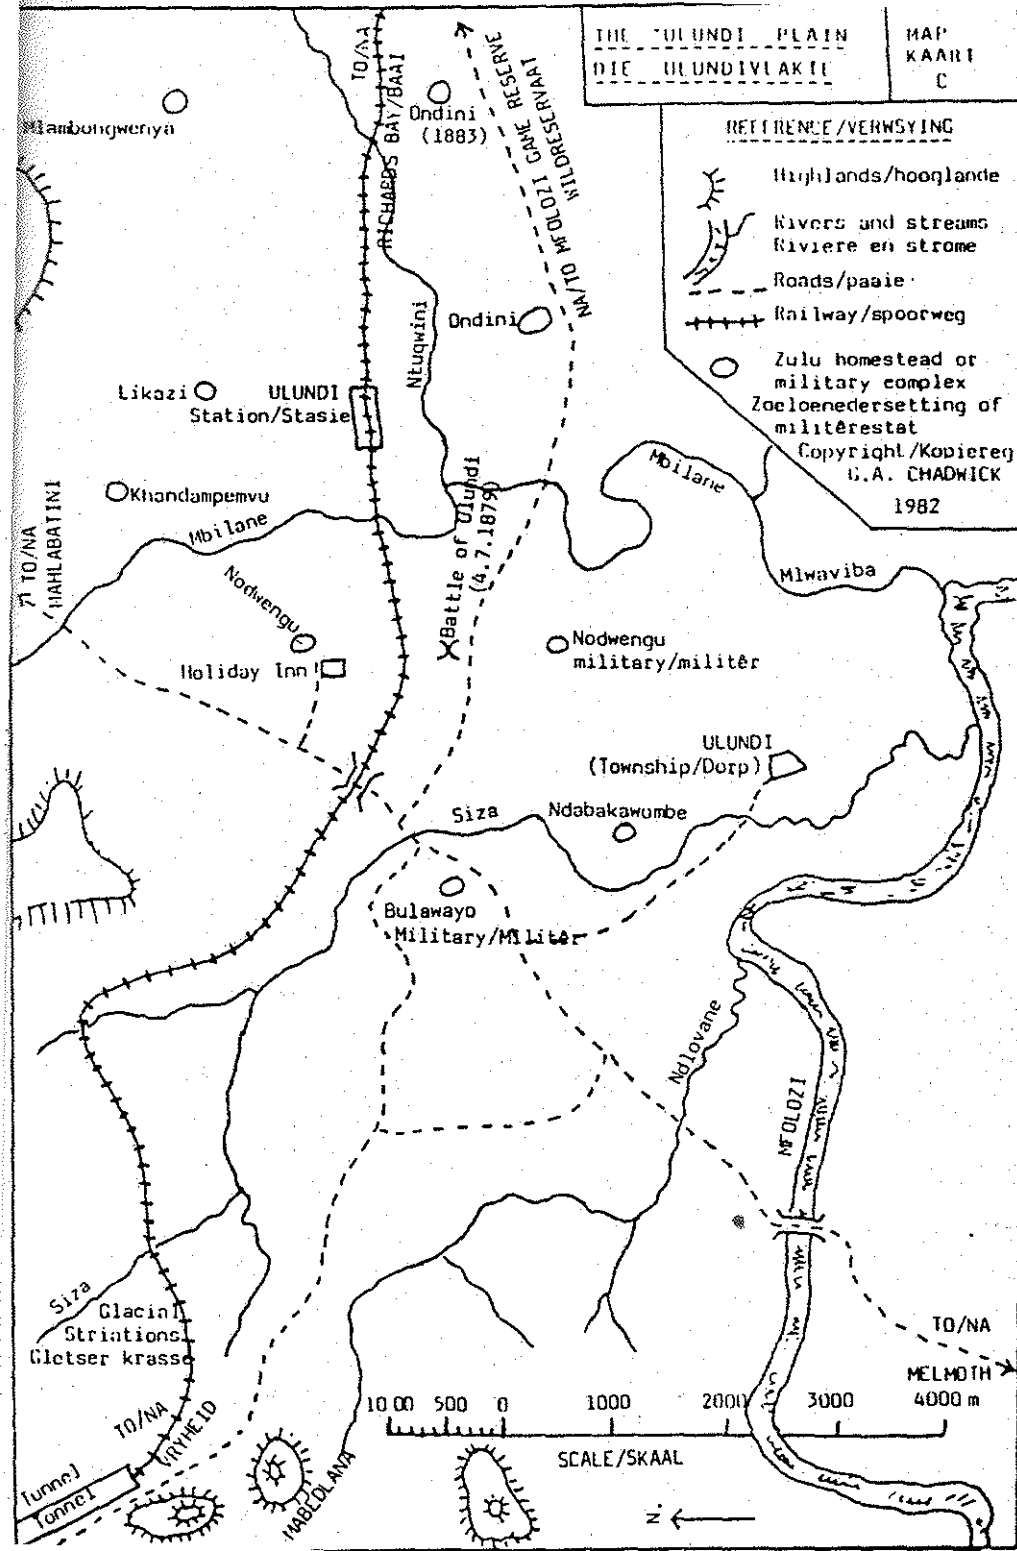 THE ULUNDI PLAIN
DIE ULUNDIVLAKTE
MAP
KAART
C
REFERENCE/VERWSYING
Highlands/hooglande
Rivers and streams
Riviere en strome
Roads/paaie
Railway/spoorweg
Zulu homestead or
military complex
Zoeloenedersetting of
militêrestat
Copyright/Kopiereg
G.A. CHADWICK
1982
Mlambongwenya
TO/NA
RICHARDS BAY/BAAI
Ondini
(1883)
NA/TO MFOLOZI GAME RESERVE
WILDRESERVAAT
Ntuqwini
Ondini
Likazi
ULUNDI
Station/Stasie
Khandampemvu
Mbilane
Mbilane
TO/NA
MAHLABATINI
Battle of Ulundi
(4.7.1879)
Mlwaviba
Nodwengu
Holiday Inn
Nodwengu
military/militêr
ULUNDI
(Township/Dorp)
Siza
Ndabakawombe
Bulawayo
Military/Militêr
Ndlovane
MFOLOZI
Siza
Glacial
Striations
Gletser krasse
TO/NA
VRYHEID
Tunnel
Tonnel
MABEDLANA
TO/NA
MELMOTH
1000 500 0 1000 2000 3000 4000 m
SCALE/SKAAL
N.